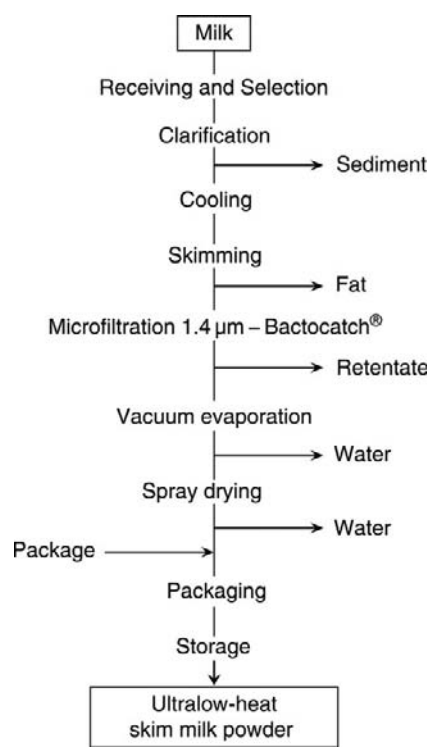 Milk
Receiving and Selection
Clarification
Sediment
Cooling
Skimming
Fat
Microfiltration 1.4 μm – Bactocatch®
Retentate
Vacuum evaporation
Water
Spray drying
Water
Package
Packaging
Storage
Ultralow-heat
skim milk powder